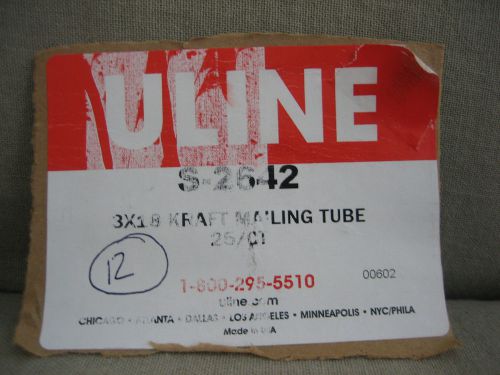 ULINE
S-2642
3X18 KRAFT MAILING TUBE
25/CT
12
1-800-295-5510
00602
uline.com
CHICAGO • ATLANTA • DALLAS • LOS ANGELES • MINNEAPOLIS • NYC/PHILA
Made in USA